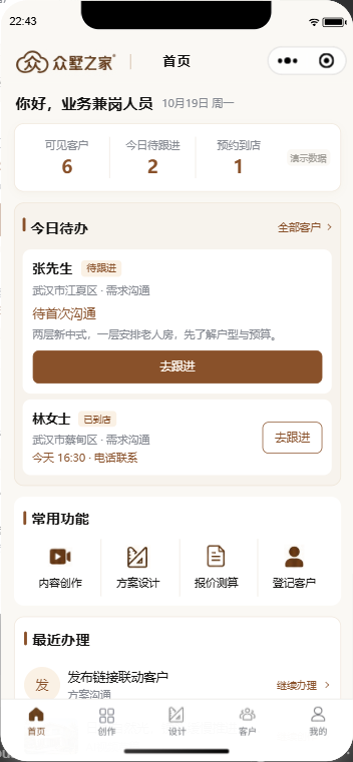 22:43
众墅之家®
首页
你好，业务兼岗人员 10月19日 周一
可见客户 今日待跟进 预约到店
6 2 1 演示数据
今日待办 全部客户 >
张先生 待跟进
武汉市江夏区 · 需求沟通
待首次沟通
两层新中式，一层安排老人房，先了解户型与预算。
去跟进
林女士 已到店
武汉市蔡甸区 · 需求沟通
去跟进
今天 16:30 · 电话联系
常用功能
内容创作 方案设计 报价测算 登记客户
最近办理
发 发布链接联动客户
方案沟通
继续办理 >
首页 创作 设计 客户 我的